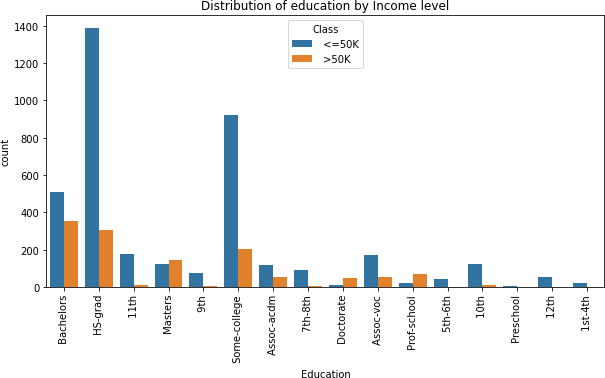 Distribution of education by Income level
Class
<=50K
>50K
count
1400
1200
1000
800
600
400
200
0
Bachelors
HS-grad
11th
Masters
9th
Some-college
Assoc-acdm
7th-8th
Doctorate
Assoc-voc
Prof-school
5th-6th
10th
Preschool
12th
1st-4th
Education